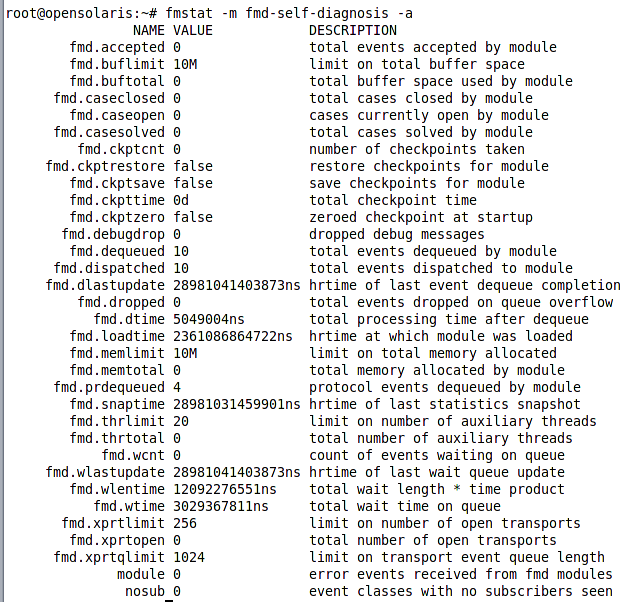 root@opensolaris:~# fmstat -m fmd-self-diagnosis -a
NAME VALUE DESCRIPTION
fmd.accepted 0 total events accepted by module
fmd.buflimit 10M limit on total buffer space
fmd.buftotal 0 total buffer space used by module
fmd.caseclosed 0 total cases closed by module
fmd.caseopen 0 cases currently open by module
fmd.casesolved 0 total cases solved by module
fmd.ckptcnt 0 number of checkpoints taken
fmd.ckptrestore false restore checkpoints for module
fmd.ckptsave false save checkpoints for module
fmd.ckpttime 0d total checkpoint time
fmd.ckptzero false zeroed checkpoint at startup
fmd.debugdrop 0 dropped debug messages
fmd.dequeued 10 total events dequeued by module
fmd.dispatched 10 total events dispatched to module
fmd.dlastupdate 28981041403873ns hrtime of last event dequeue completion
fmd.dropped 0 total events dropped on queue overflow
fmd.dtime 5049004ns total processing time after dequeue
fmd.loadtime 2361086864722ns hrtime at which module was loaded
fmd.memlimit 10M limit on total memory allocated
fmd.memtotal 0 total memory allocated by module
fmd.prdequeued 4 protocol events dequeued by module
fmd.snaptime 28981031459901ns hrtime of last statistics snapshot
fmd.thrlimit 20 limit on number of auxiliary threads
fmd.thrtotal 0 total number of auxiliary threads
fmd.wcnt 0 count of events waiting on queue
fmd.wlastupdate 28981041403873ns hrtime of last wait queue update
fmd.wlentime 12092276551ns total wait length * time product
fmd.wtime 3029367811ns total wait time on queue
fmd.xprtlimit 256 limit on number of open transports
fmd.xprtopen 0 total number of open transports
fmd.xprtqlimit 1024 limit on transport event queue length
module 0 error events received from fmd modules
nosub 0 event classes with no subscribers seen